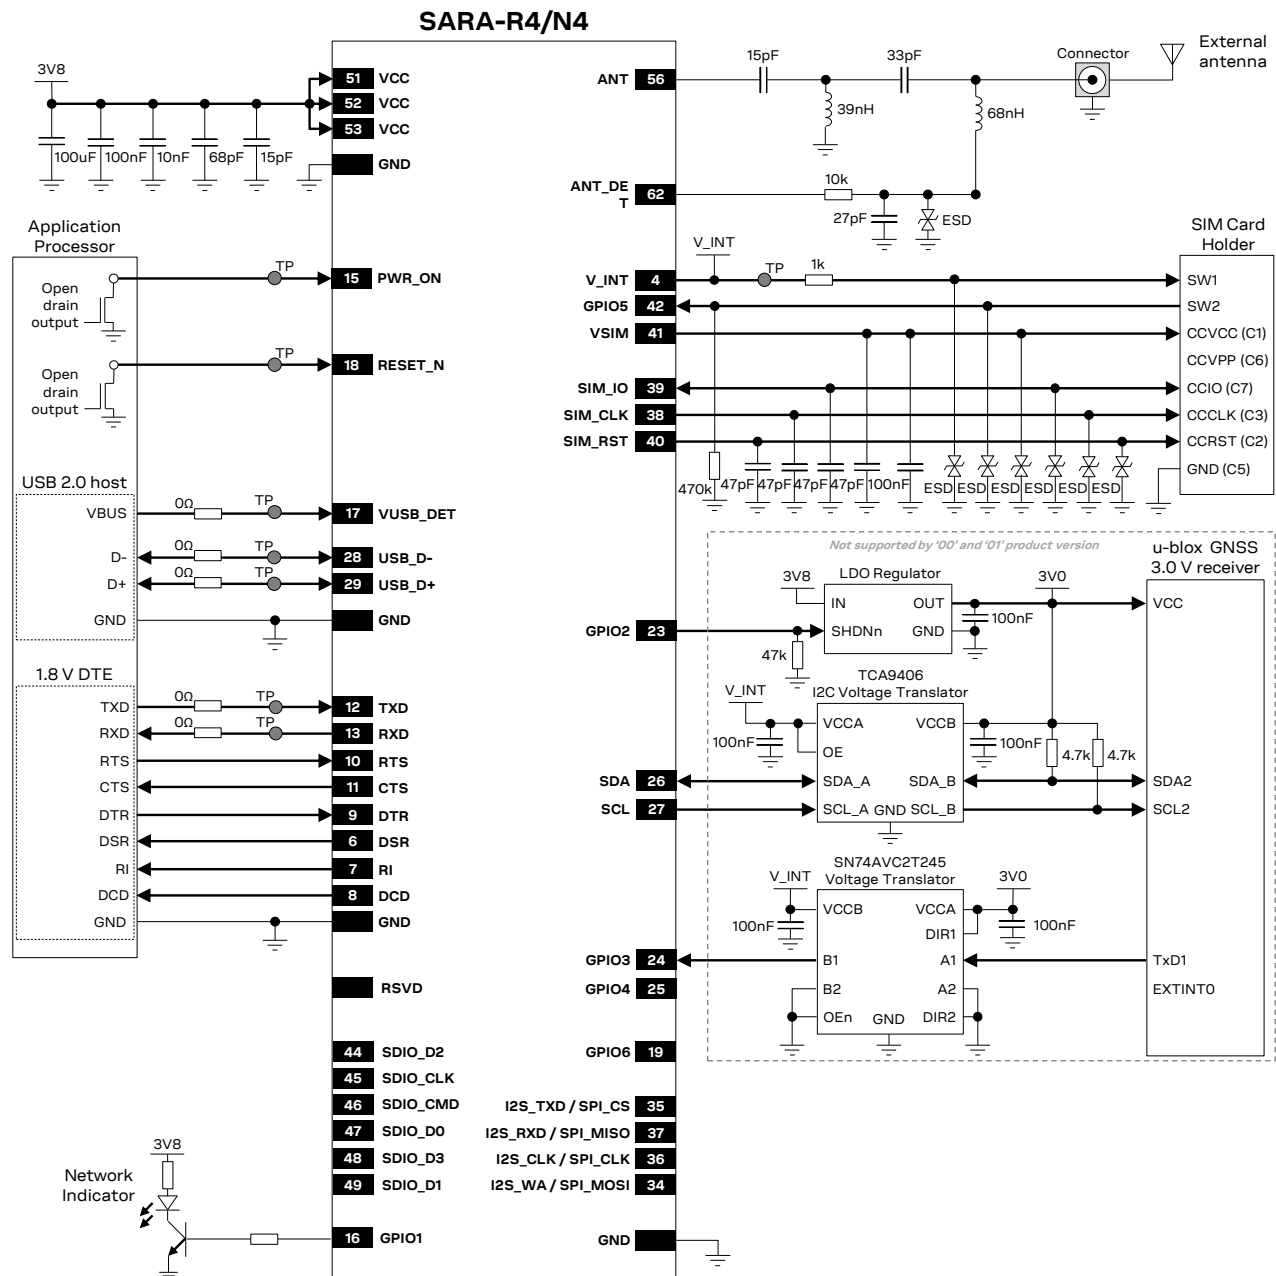 SARA-R4/N4
3V8
51 VCC
52 VCC
53 VCC
GND
100uF 100nF 10nF 68pF 15pF
ANT 56
15pF
33pF
39nH
68nH
Connector
External
antenna
ANT_DE
T
62
10k
27pF
ESD
Application
Processor
Open
drain
output
TP
15 PWR_ON
Open
drain
output
TP
18 RESET_N
V_INT
V_INT 4
TP
1k
GPIO5 42
VSIM 41
SIM_IO 39
SIM_CLK 38
SIM_RST 40
SIM Card
Holder
SW1
SW2
CCVCC (C1)
CCVPP (C6)
CCIO (C7)
CCCLK (C3)
CCRST (C2)
GND (C5)
470k 47pF 47pF 47pF 47pF 100nF ESD ESD ESD ESD ESD ESD
USB 2.0 host
VBUS 0Ω TP 17 VUSB_DET
D- 0Ω TP 28 USB_D-
D+ 0Ω TP 29 USB_D+
GND GND
1.8 V DTE
TXD 0Ω TP 12 TXD
RXD 0Ω TP 13 RXD
RTS 10 RTS
CTS 11 CTS
DTR 9 DTR
DSR 6 DSR
RI 7 RI
DCD 8 DCD
GND GND
Not supported by ‘00’ and ‘01’ product version
u-blox GNSS
3.0 V receiver
3V8
LDO Regulator
3V0
IN OUT
SHDNn GND
100nF
VCC
GPIO2 23
47k
TCA9406
I2C Voltage Translator
V_INT
VCCA VCCB
OE
100nF
100nF
4.7k 4.7k
SDA 26
SDA_A SDA_B
SDA2
SCL 27
SCL_A GND SCL_B
SCL2
SN74AVC2T245
Voltage Translator
V_INT
3V0
VCCB VCCA
DIR1
100nF
100nF
GPIO3 24
B1 A1
TxD1
GPIO4 25
B2 A2
EXTINT0
OEn GND DIR2
RSVD
44 SDIO_D2
45 SDIO_CLK
46 SDIO_CMD
47 SDIO_D0
48 SDIO_D3
49 SDIO_D1
GPIO6 19
I2S_TXD / SPI_CS 35
I2S_RXD / SPI_MISO 37
I2S_CLK / SPI_CLK 36
I2S_WA / SPI_MOSI 34
3V8
Network
Indicator
16 GPIO1
GND